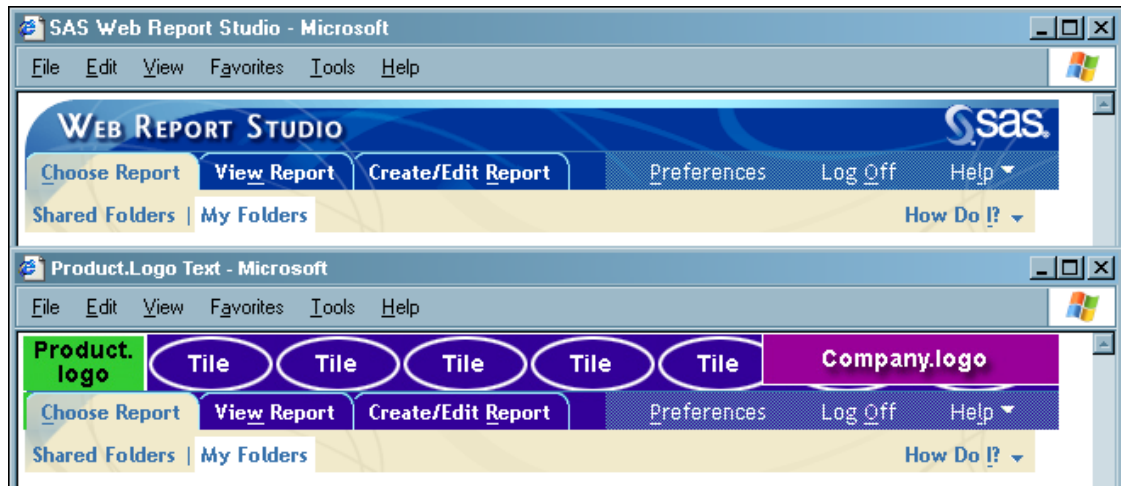 SAS Web Report Studio - Microsoft
File Edit View Favorites Tools Help
WEB REPORT STUDIO
sas.
Choose Report View Report Create/Edit Report Preferences Log Off Help
Shared Folders | My Folders How Do I?
Product.Logo Text - Microsoft
File Edit View Favorites Tools Help
Product.
logo
Tile Tile Tile Tile Tile Company.logo
Choose Report View Report Create/Edit Report Preferences Log Off Help
Shared Folders | My Folders How Do I?